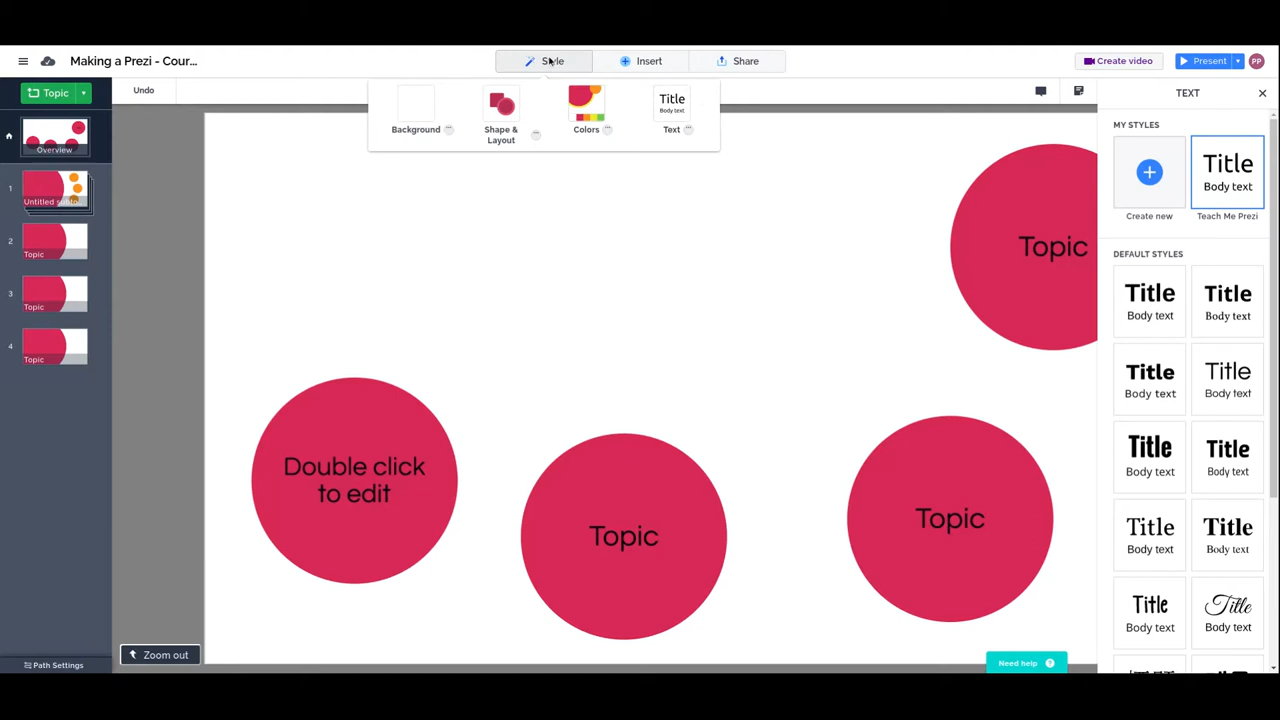 Making a Prezi - Cour...
Style
Insert
Share
Create video
Present
PP
Topic
Undo
Background
Shape &
Layout
Colors
Title
Body text
Text
TEXT
MY STYLES
Create new
Title
Body text
Teach Me Prezi
DEFAULT STYLES
Title
Body text
Title
Body text
Title
Body text
Title
Body text
Title
Body text
Title
Body text
Title
Body text
Title
Body text
Title
Body text
Title
Body text
Overview
1
Untitled subto...
2
Topic
3
Topic
4
Topic
Topic
Double click
to edit
Topic
Topic
Zoom out
Need help ?
Path Settings